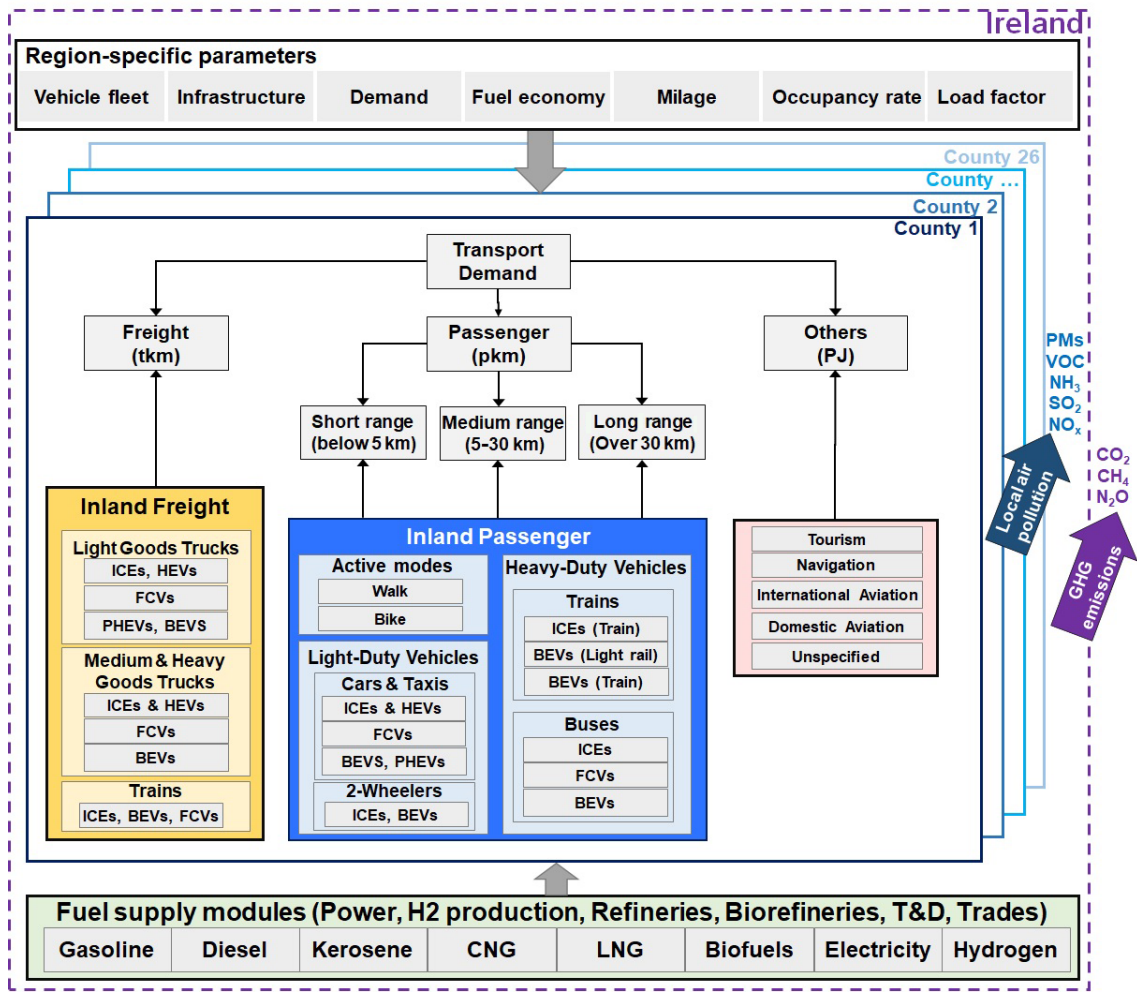 Ireland
Region-specific parameters
Vehicle fleet
Infrastructure
Demand
Fuel economy
Milage
Occupancy rate
Load factor
County 26
County ...
County 2
County 1
Transport
Demand
Freight
(tkm)
Passenger
(pkm)
Others
(PJ)
Short range
(below 5 km)
Medium range
(5-30 km)
Long range
(Over 30 km)
Inland Freight
Light Goods Trucks
ICEs, HEVs
FCVs
PHEVs, BEVS
Medium & Heavy
Goods Trucks
ICEs & HEVs
FCVs
BEVs
Trains
ICEs, BEVs, FCVs
Inland Passenger
Active modes
Walk
Bike
Light-Duty Vehicles
Cars & Taxis
ICEs & HEVs
FCVs
BEVS, PHEVs
2-Wheelers
ICEs, BEVs
Heavy-Duty Vehicles
Trains
ICEs (Train)
BEVs (Light rail)
BEVs (Train)
Buses
ICEs
FCVs
BEVs
Tourism
Navigation
International Aviation
Domestic Aviation
Unspecified
PMs
VOC
NH₃
SO₂
NOₓ
Local air
pollution
CO₂
CH₄
N₂O
GHG
emissions
Fuel supply modules (Power, H2 production, Refineries, Biorefineries, T&D, Trades)
Gasoline
Diesel
Kerosene
CNG
LNG
Biofuels
Electricity
Hydrogen